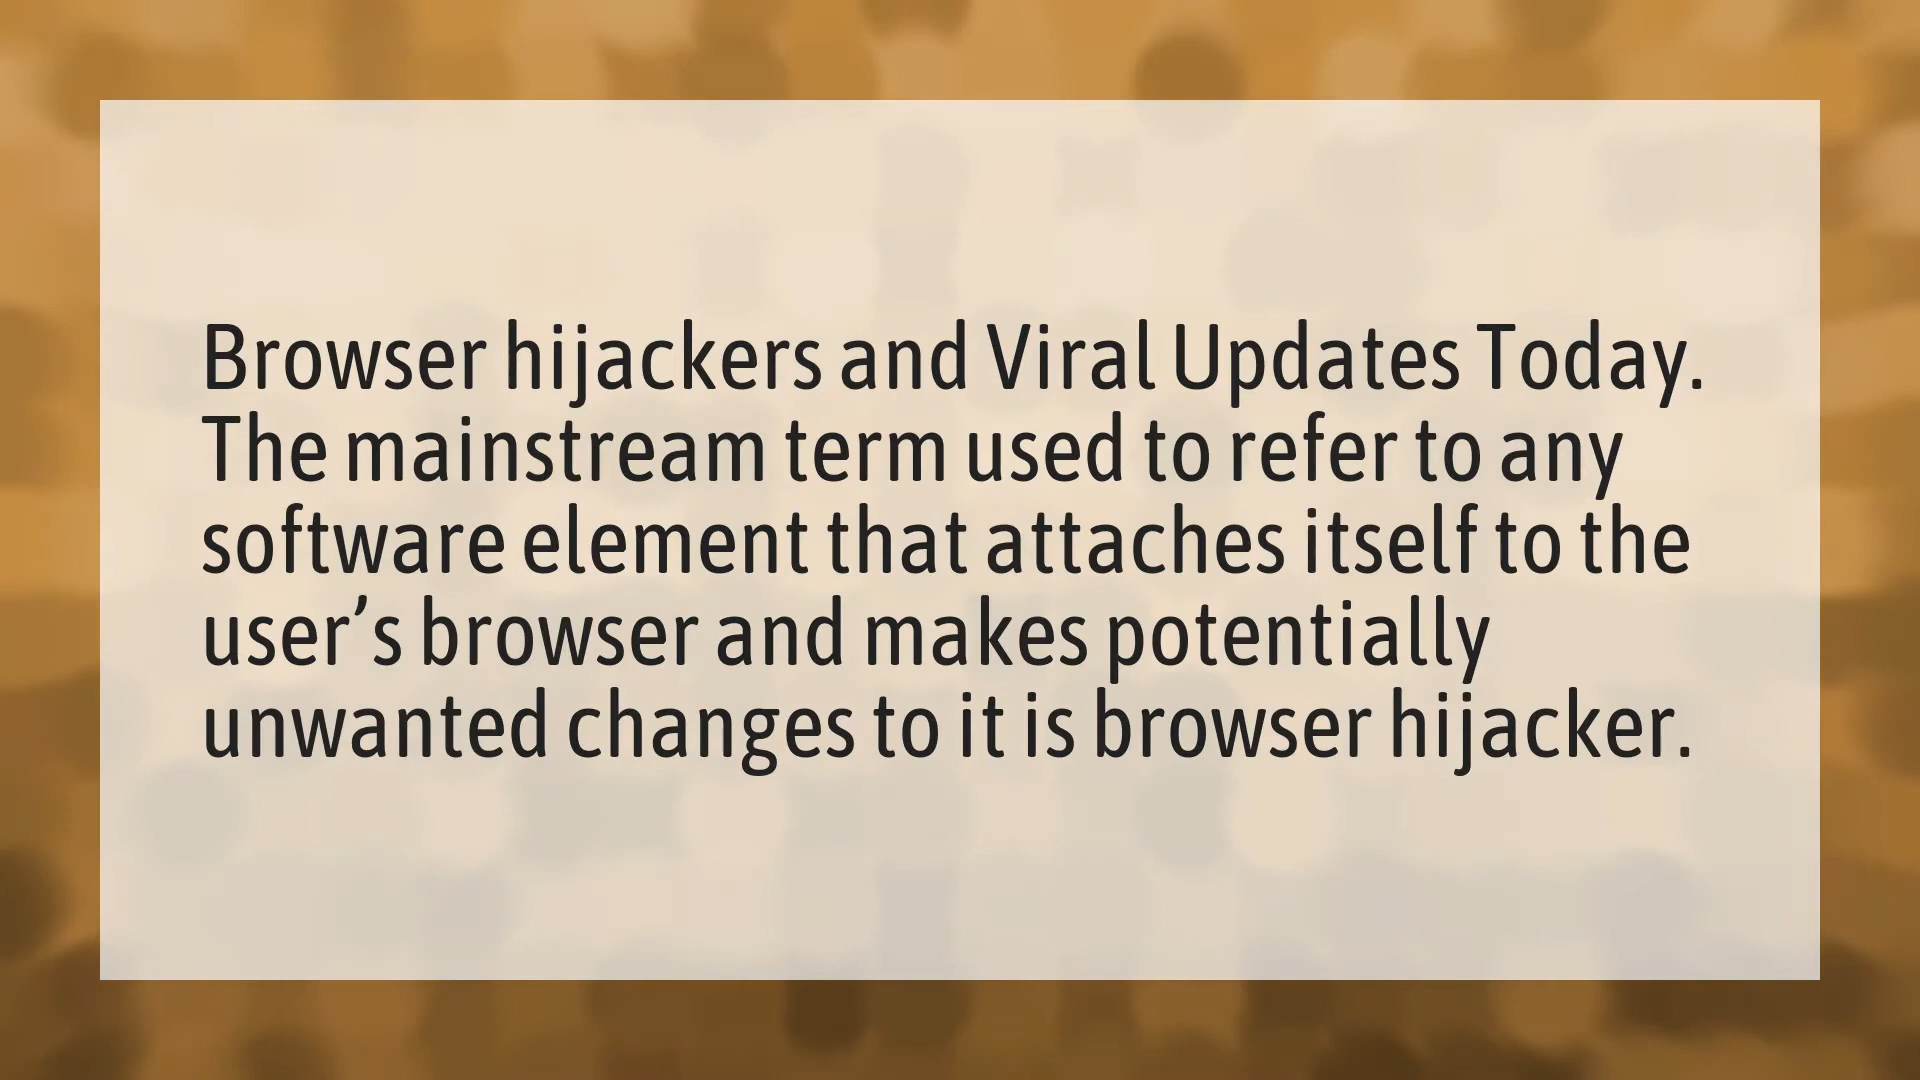 Browser hijackers and Viral Updates Today.
The mainstream term used to refer to any
software element that attaches itself to the
user’s browser and makes potentially
unwanted changes to it is browser hijacker.